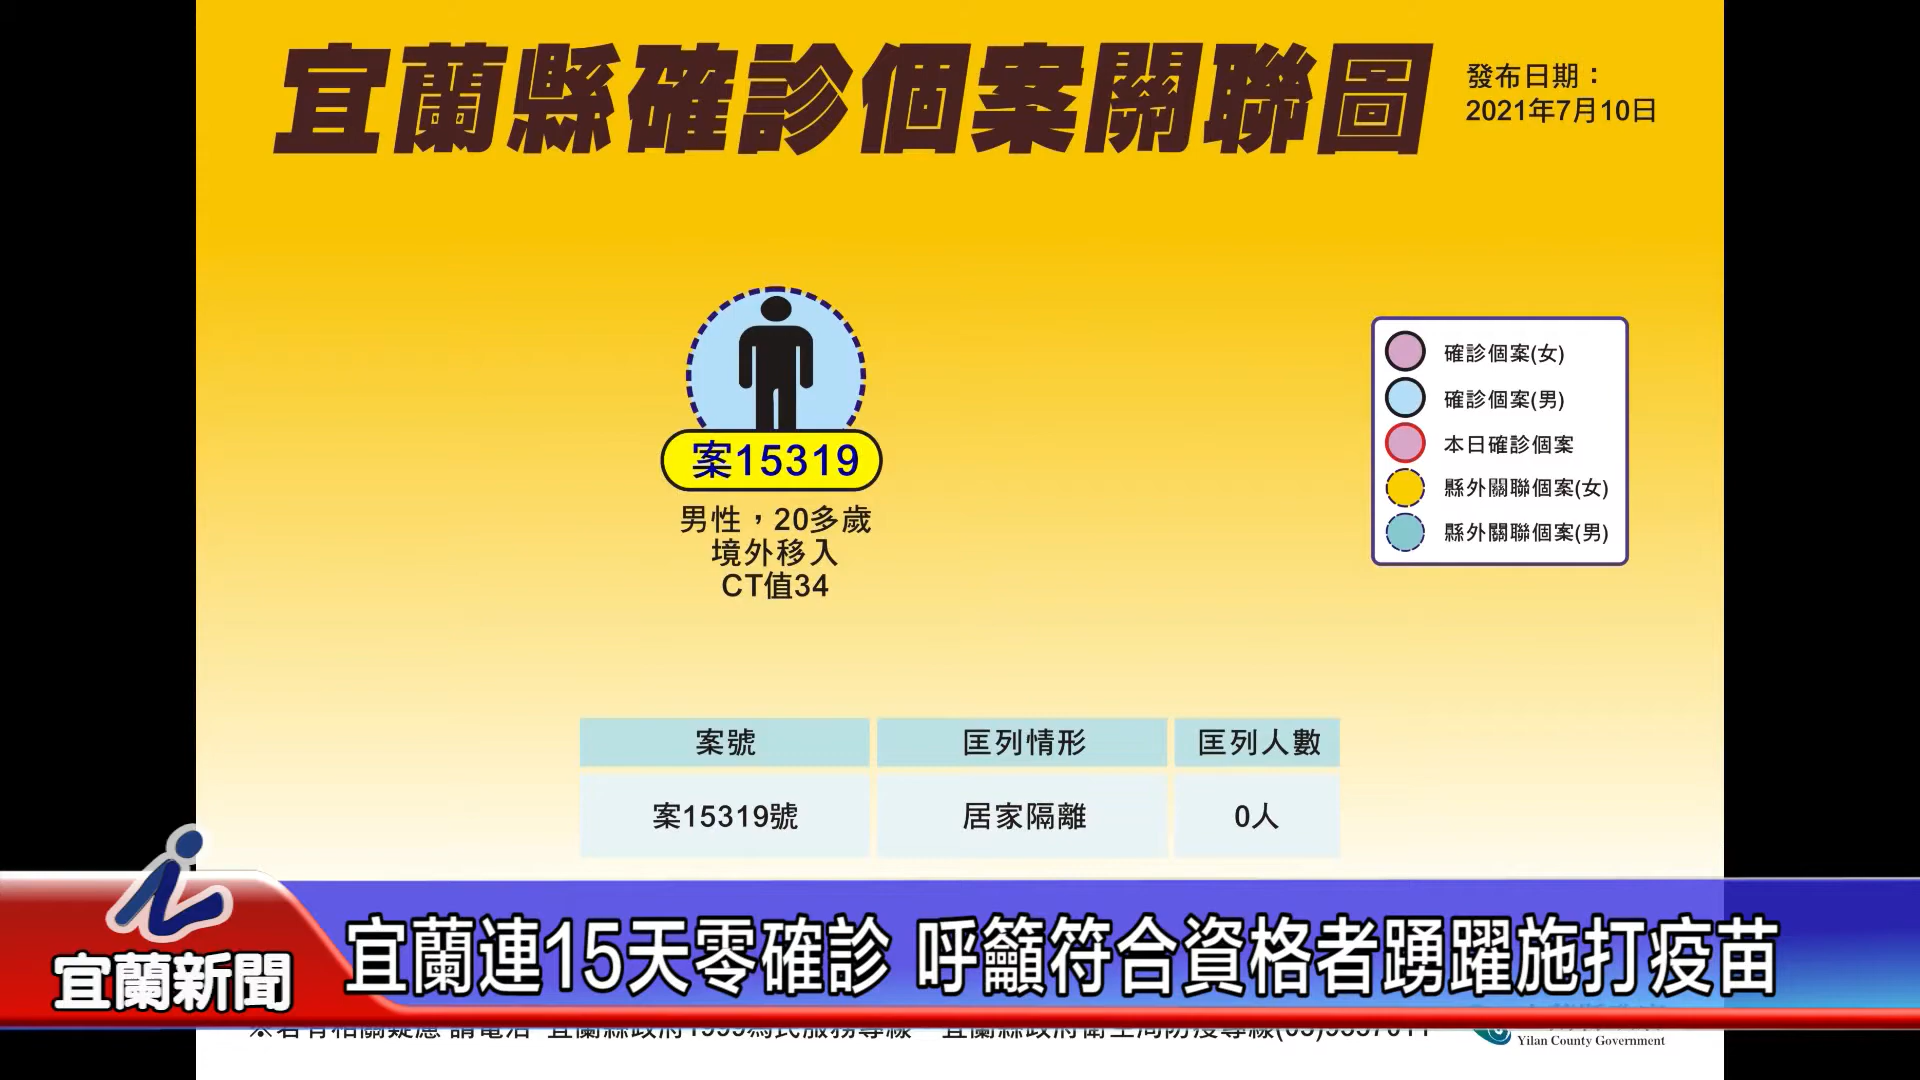 宜蘭縣確診個案關聯圖
發布日期：
2021年7月10日
案15319
男性，20多歲
境外移入
CT值34
確診個案(女)
確診個案(男)
本日確診個案
縣外關聯個案(女)
縣外關聯個案(男)
案號 匡列情形 匡列人數
案15319號 居家隔離 0人
宜蘭新聞
宜蘭連15天零確診 呼籲符合資格者踴躍施打疫苗
Yilan County Government